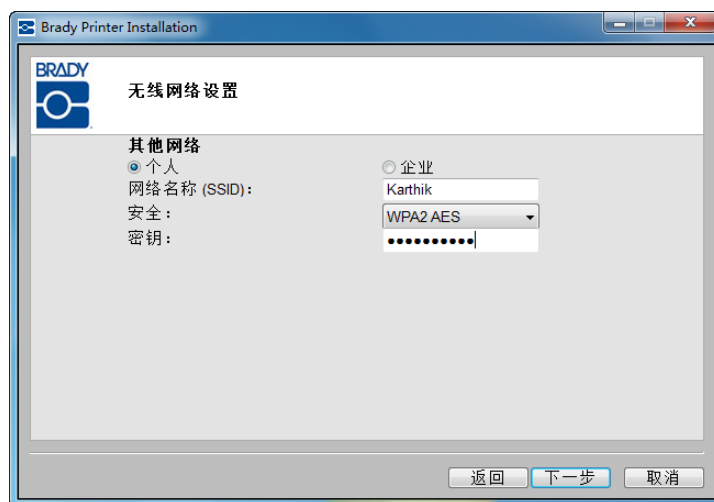 Brady Printer Installation
BRADY
无线网络设置
其他网络
个人 企业
网络名称 (SSID): Karthik
安全: WPA2 AES
密钥: ●●●●●●●●●●
返回 下一步 取消